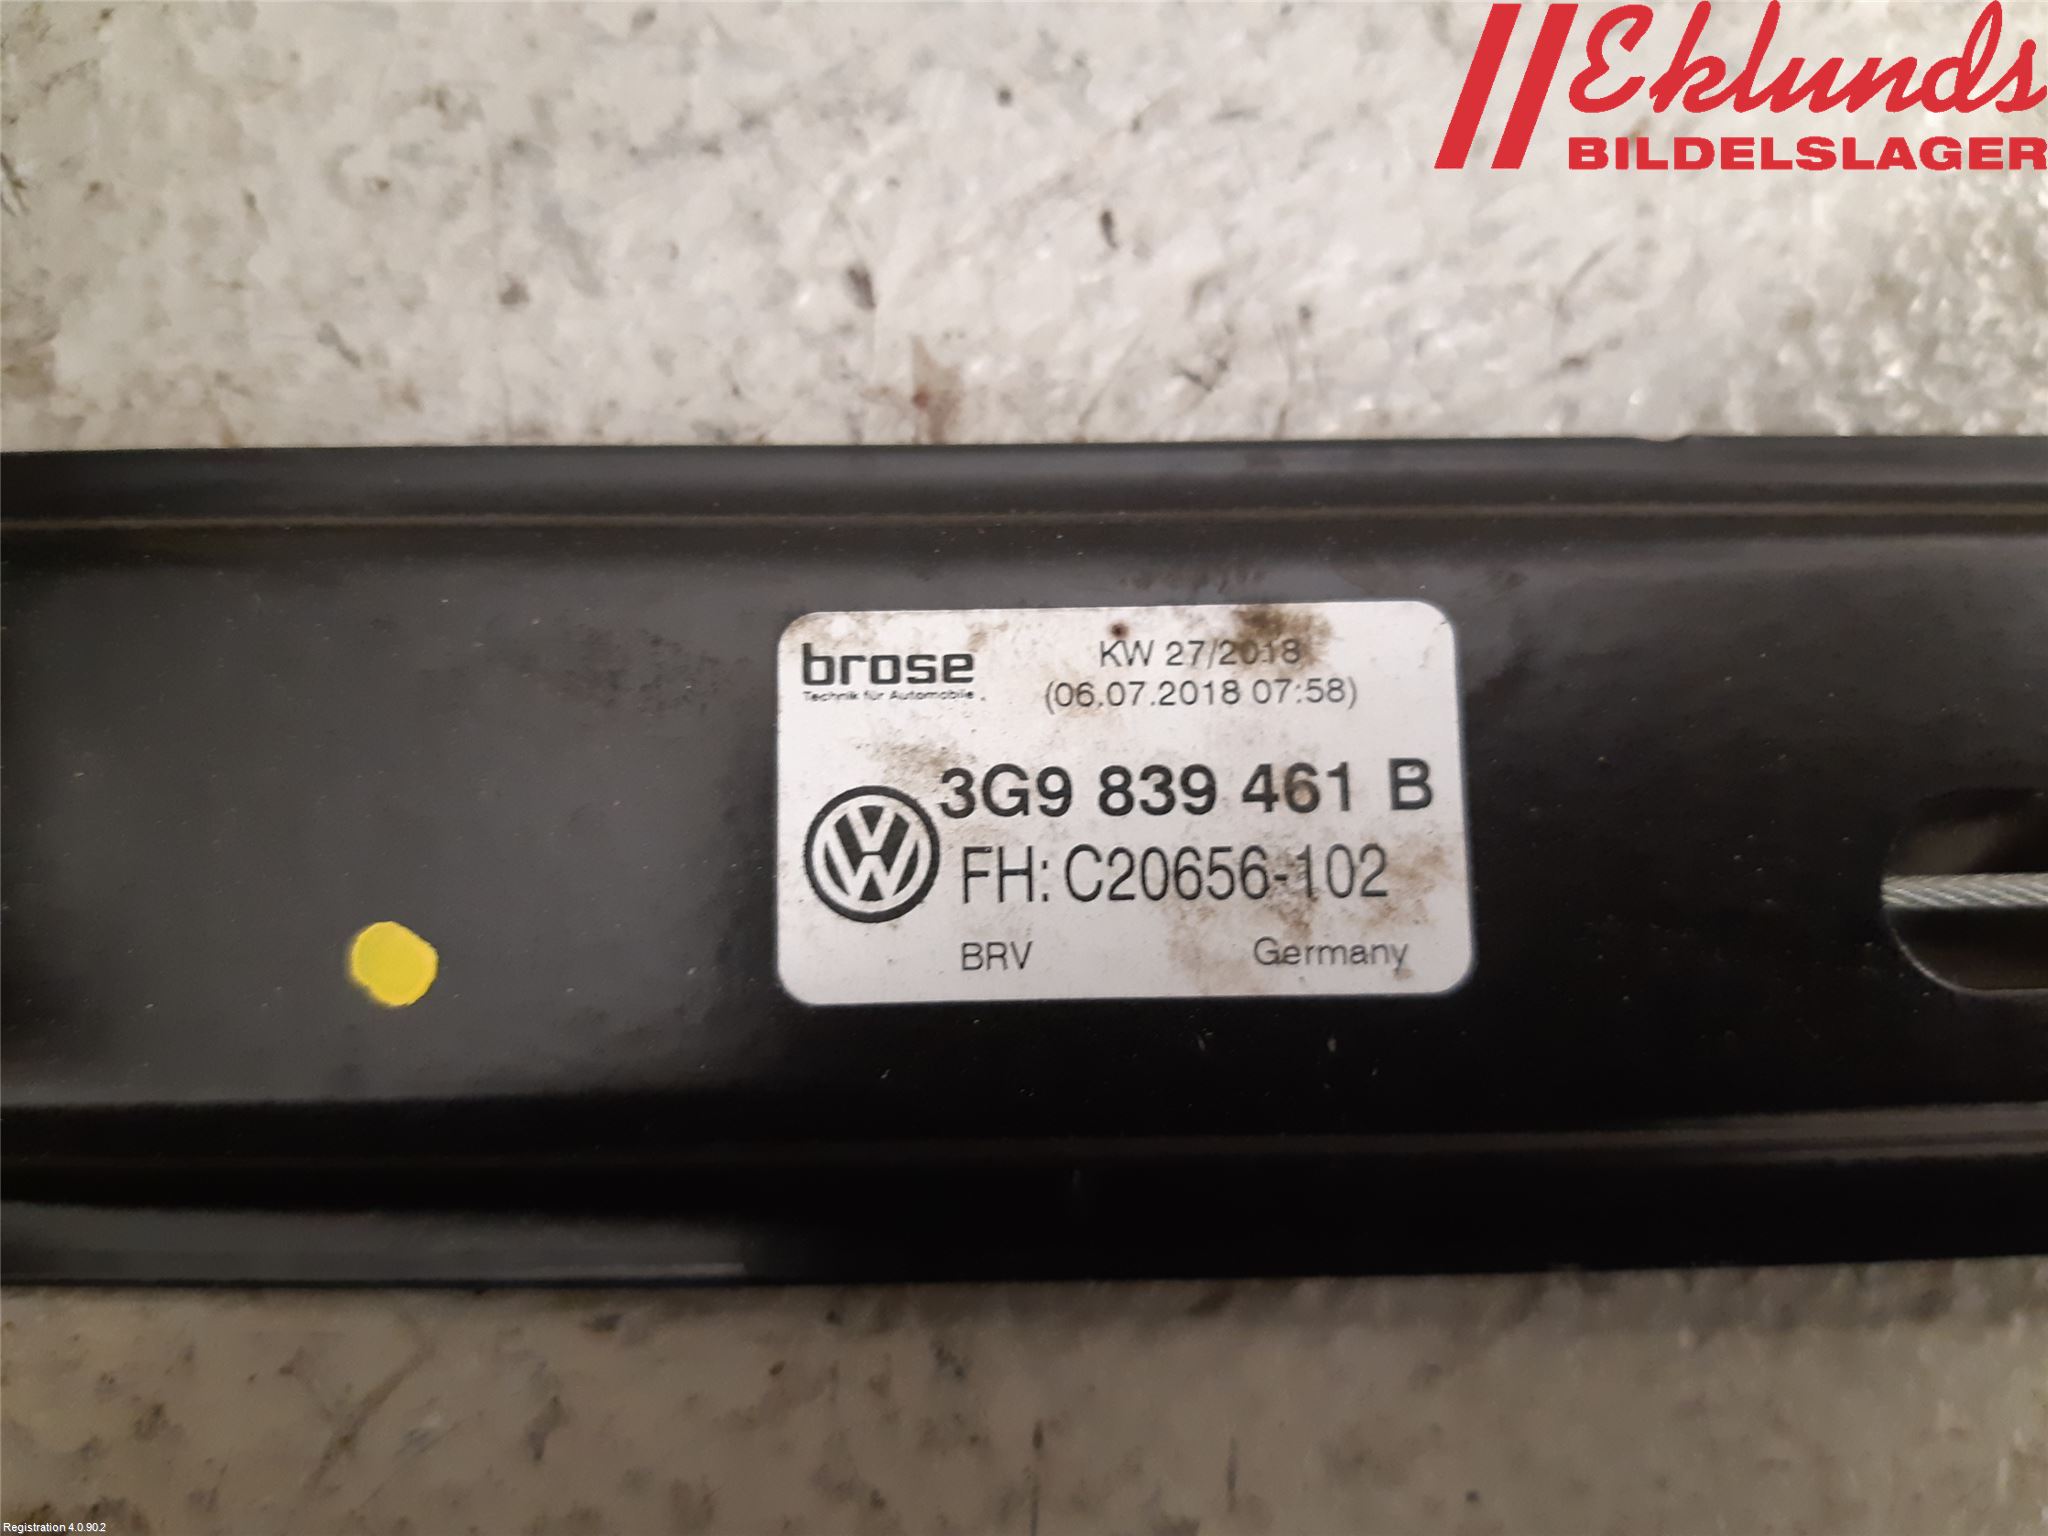 Eklunds
BILDELSLAGER
brose
Technik für Automobile
KW 27/2018
(06.07.2018 07:58)
3G9 839 461 B
FH: C20656-102
BRV
Germany
Registration 4.0.90.2